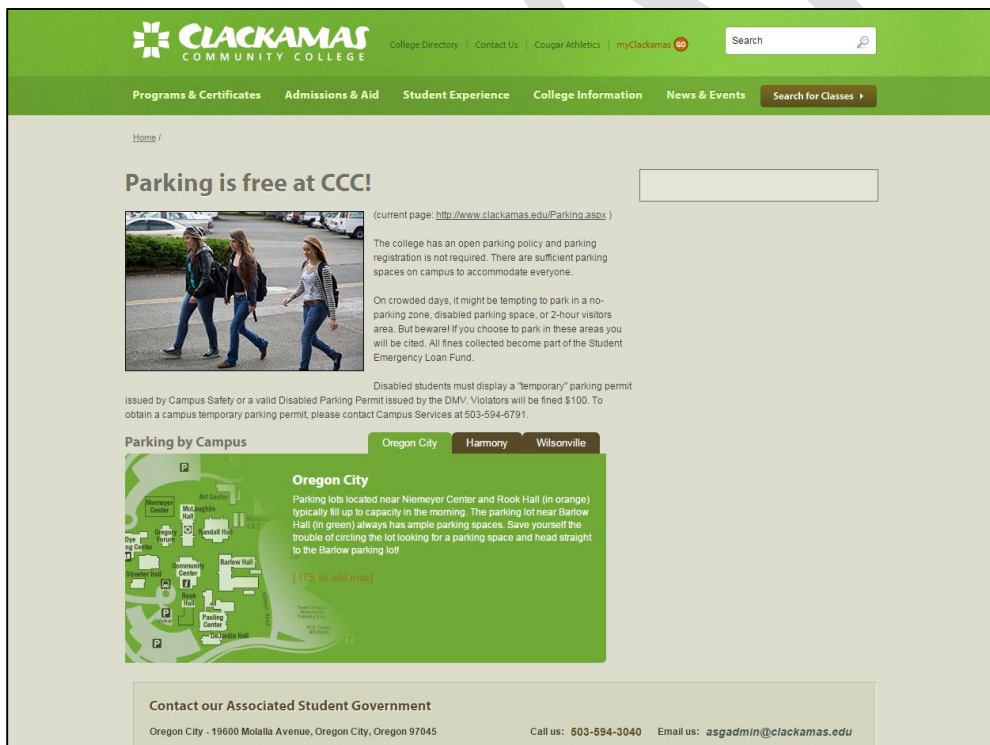 CLACKAMAS
COMMUNITY COLLEGE
College Directory | Contact Us | Cougar Athletics | myClackamas GO
Search
Programs & Certificates Admissions & Aid Student Experience College Information News & Events Search for Classes
Home /
Parking is free at CCC!
(current page: http://www.clackamas.edu/Parking.aspx )
The college has an open parking policy and parking
registration is not required. There are sufficient parking
spaces on campus to accommodate everyone.
On crowded days, it might be tempting to park in a no-
parking zone, disabled parking space, or 2-hour visitors
area. But beware! If you choose to park in these areas you
will be cited. All fines collected become part of the Student
Emergency Loan Fund.
Disabled students must display a "temporary" parking permit
issued by Campus Safety or a valid Disabled Parking Permit issued by the DMV. Violators will be fined $100. To
obtain a campus temporary parking permit, please contact Campus Services at 503-594-6791.
Parking by Campus
Oregon City Harmony Wilsonville
Oregon City
Parking lots located near Niemeyer Center and Rook Hall (in orange)
typically fill up to capacity in the morning. The parking lot near Barlow
Hall (in green) always has ample parking spaces. Save yourself the
trouble of circling the lot looking for a parking space and head straight
to the Barlow parking lot!
[ ITS to add map]
P
Art Center
Niemeyer
Center
McLoughlin
Hall
Gregory
Forum
Randall Hall
Dye
ng Center
Community
Center
Barlow Hall
Streeter Hall
Rook
Hall
P
Pauling
Center
DeJardin Hall
P
Contact our Associated Student Government
Oregon City - 19600 Molalla Avenue, Oregon City, Oregon 97045 Call us: 503-594-3040 Email us: asgadmin@clackamas.edu